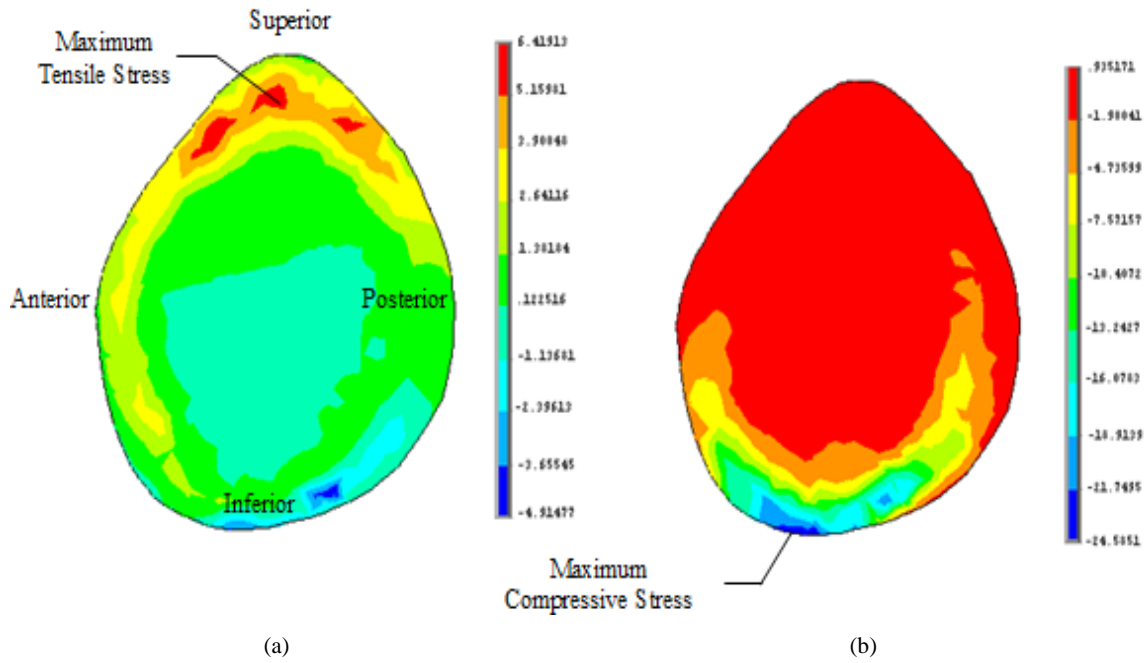 Superior
Maximum
Tensile Stress
6.41913
5.15981
3.90048
2.64116
1.38184
.122516
-1.13681
-2.39613
-3.65545
-4.91477
Anterior
Posterior
Inferior
(a)
.935171
-1.90041
-4.73599
-7.57157
-10.4072
-13.2427
-16.0783
-18.9139
-21.7495
-24.5851
Maximum
Compressive Stress
(b)